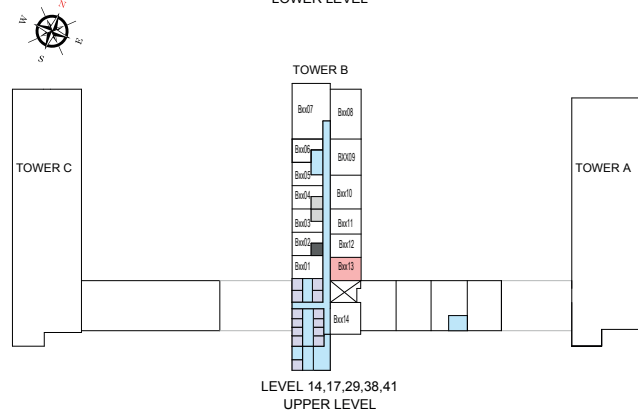 LOWER LEVEL
N
W
E
S
TOWER B
Bxx07
Bxx08
Bxx06
BXX09
TOWER C
TOWER A
Bxx05
Bxx04
Bxx10
Bxx03
Bxx11
Bxx02
Bxx12
Bxx01
Bxx13
Bxx14
LEVEL 14,17,29,38,41
UPPER LEVEL